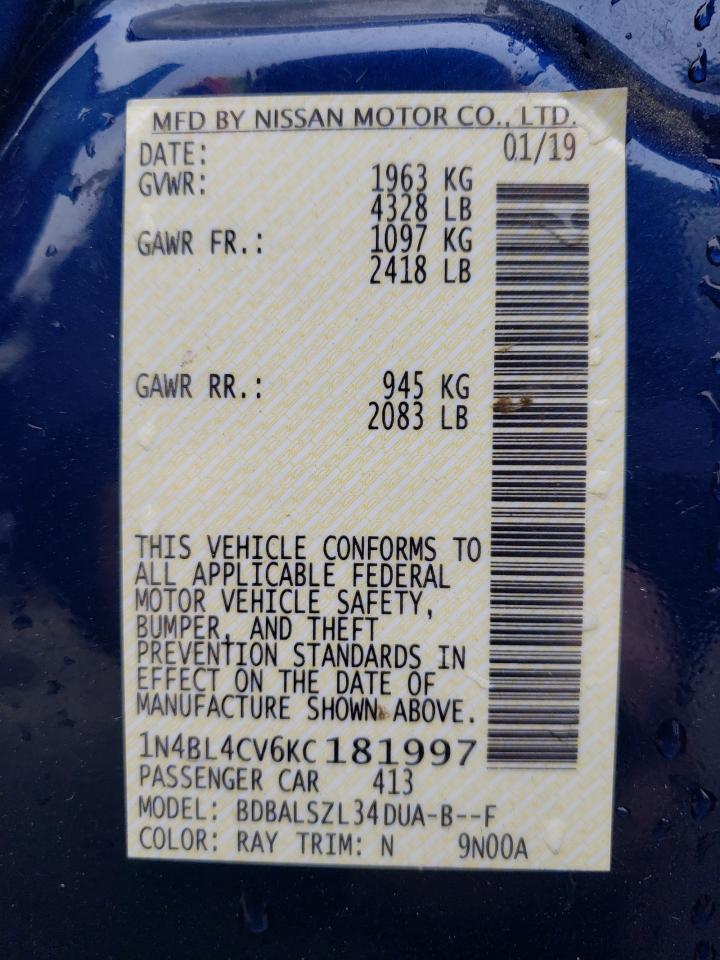 MFD BY NISSAN MOTOR CO., LTD.
DATE: 01/19
GVWR: 1963 KG
4328 LB
GAWR FR.: 1097 KG
2418 LB
GAWR RR.: 945 KG
2083 LB
THIS VEHICLE CONFORMS TO
ALL APPLICABLE FEDERAL
MOTOR VEHICLE SAFETY,
BUMPER, AND THEFT
PREVENTION STANDARDS IN
EFFECT ON THE DATE OF
MANUFACTURE SHOWN ABOVE.
1N4BL4CV6KC181997
PASSENGER CAR 413
MODEL: BDBALSZL34DUA-B--F
COLOR: RAY TRIM: N 9N00A